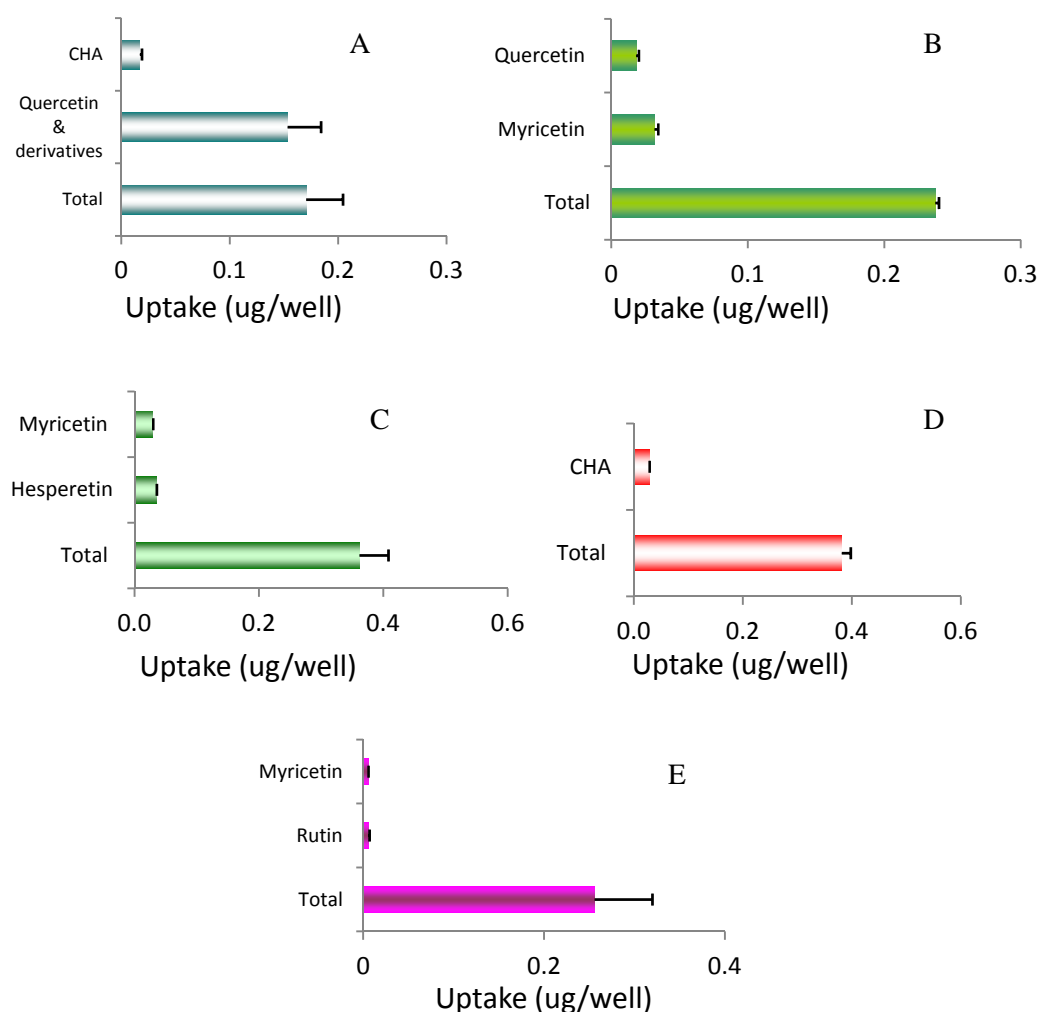 A
CHA
Quercetin
&
derivatives
Total
0 0.1 0.2 0.3
Uptake (ug/well)
B
Quercetin
Myricetin
Total
0 0.1 0.2 0.3
Uptake (ug/well)
C
Myricetin
Hesperetin
Total
0.0 0.2 0.4 0.6
Uptake (ug/well)
D
CHA
Total
0.0 0.2 0.4 0.6
Uptake (ug/well)
E
Myricetin
Rutin
Total
0 0.2 0.4
Uptake (ug/well)